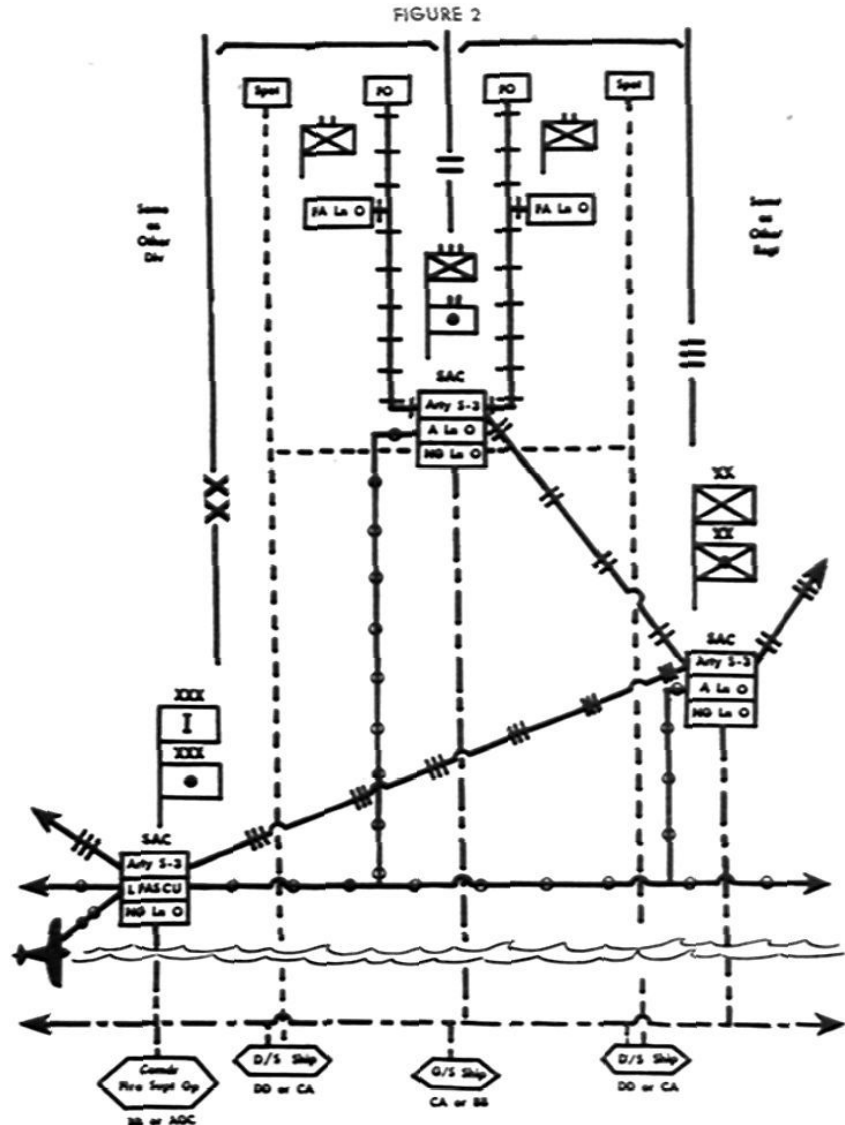 FIGURE 2
Spot
FO
FO
Spot
FA Ln O
FA Ln O
Same
as
Other
Div
Same
as
Other
Regt
SAC
Arty S-3
A Ln O
NG Ln O
XX
XX
XX
SAC
Arty S-3
A Ln O
NG Ln O
XXX
I
XXX
SAC
Arty S-3
L FASCU
NG Ln O
Comdr
Fire Supt Gp
BB or AGC
D/S Ship
DD or CA
G/S Ship
CA or BB
D/S Ship
DD or CA